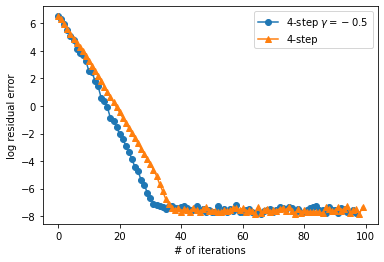 4-step γ = −0.5
4-step
6
4
2
0
−2
−4
−6
−8
log residual error
0 20 40 60 80 100
# of iterations